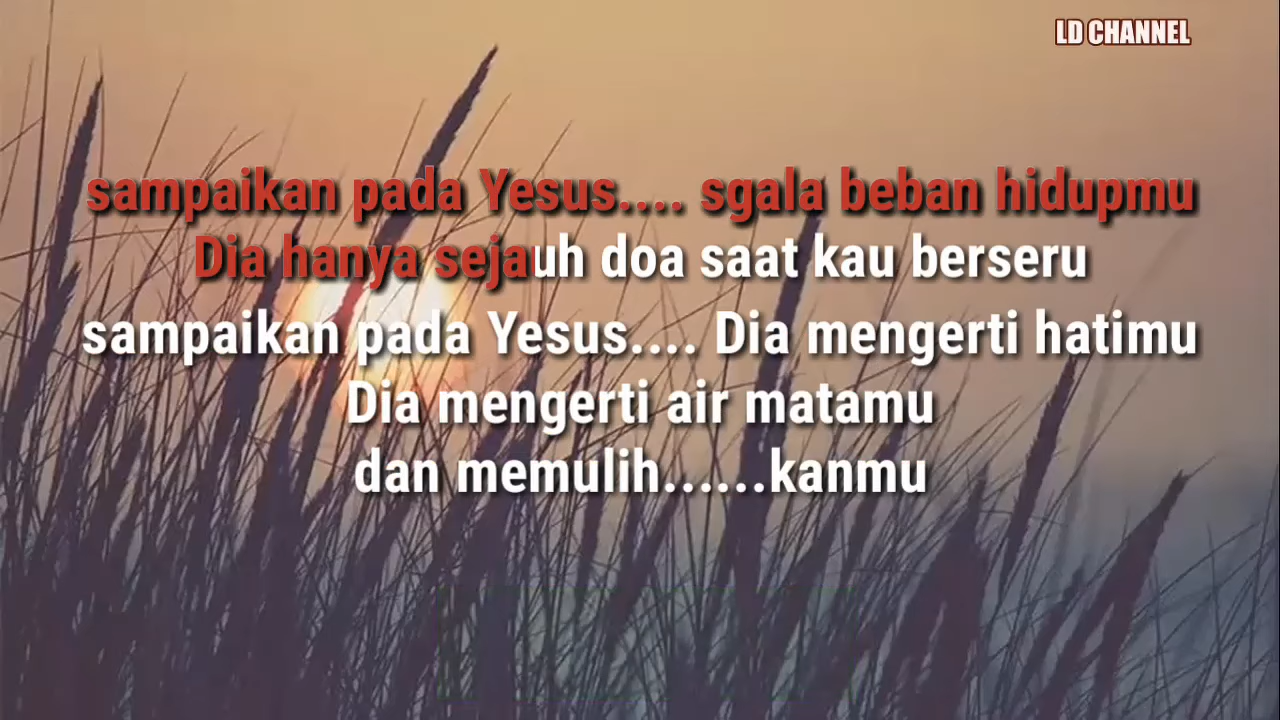 LD CHANNEL
sampaikan pada Yesus.... sgala beban hidupmu
Dia hanya sejauh doa saat kau berseru
sampaikan pada Yesus.... Dia mengerti hatimu
Dia mengerti air matamu
dan memulih......kanmu